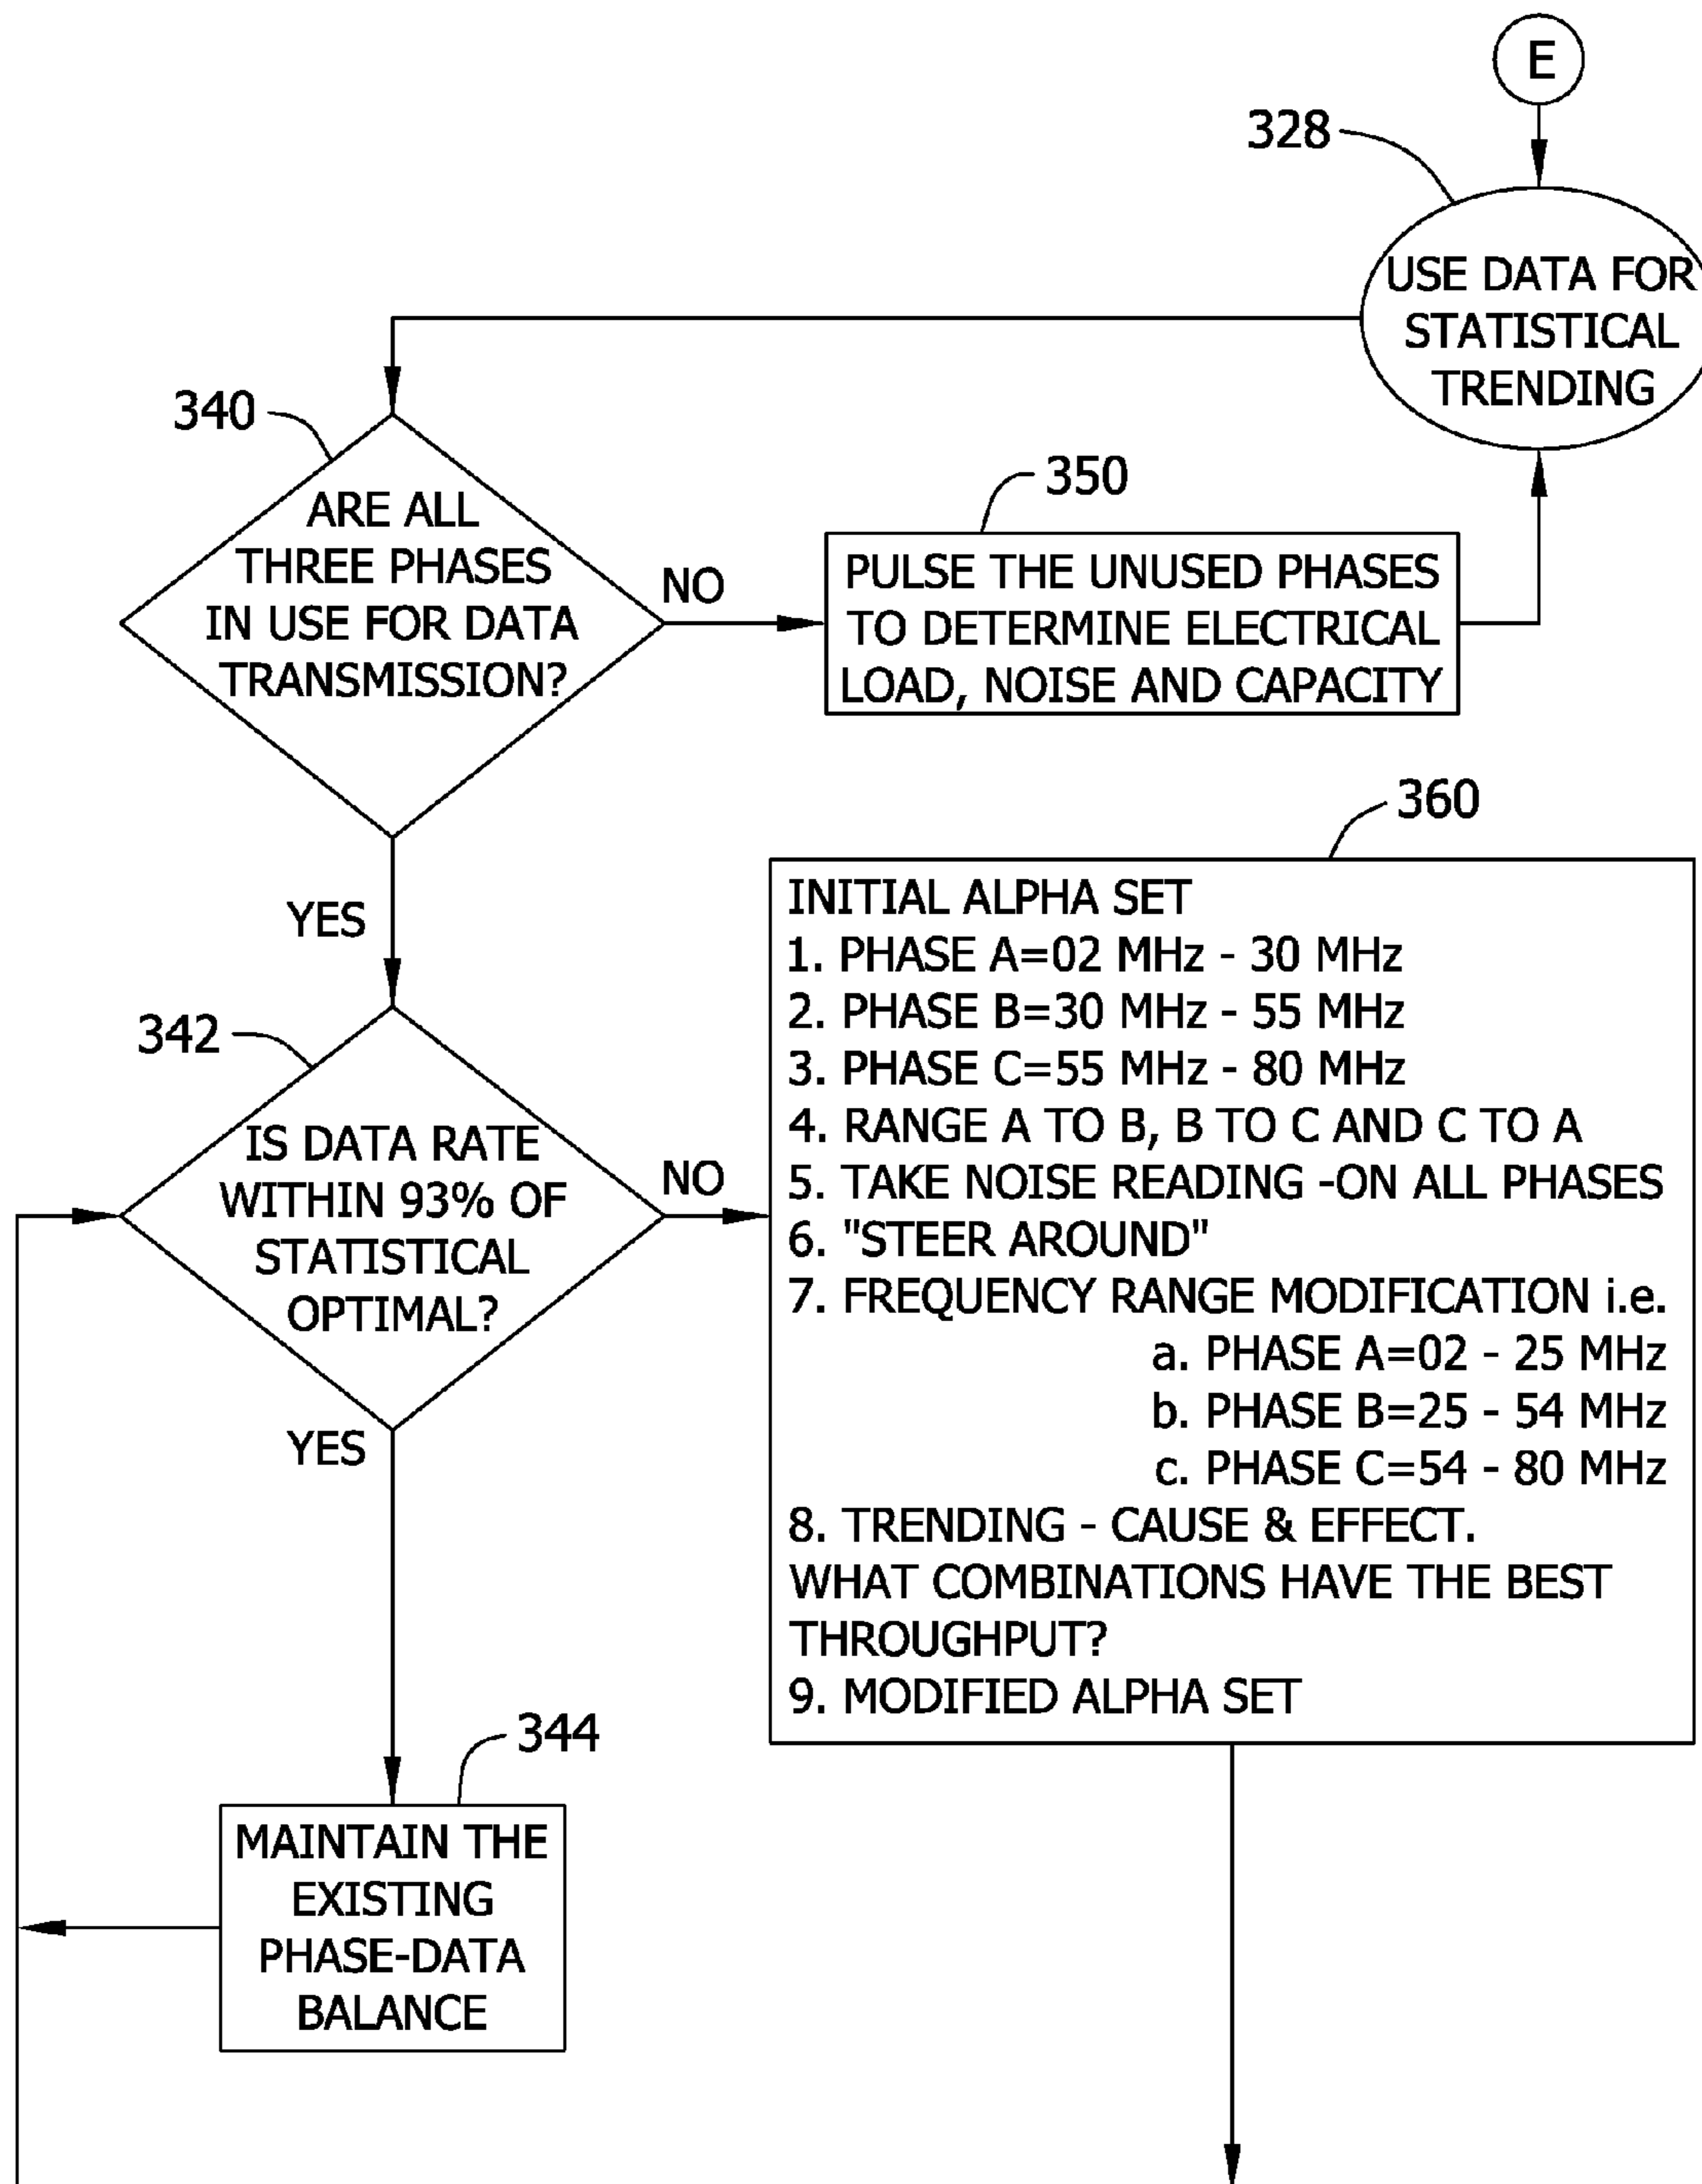 E
328
USE DATA FOR
STATISTICAL
TRENDING
340
ARE ALL
THREE PHASES
IN USE FOR DATA
TRANSMISSION?
NO
350
PULSE THE UNUSED PHASES
TO DETERMINE ELECTRICAL
LOAD, NOISE AND CAPACITY
YES
342
IS DATA RATE
WITHIN 93% OF
STATISTICAL
OPTIMAL?
NO
360
INITIAL ALPHA SET
1. PHASE A=02 MHz - 30 MHz
2. PHASE B=30 MHz - 55 MHz
3. PHASE C=55 MHz - 80 MHz
4. RANGE A TO B, B TO C AND C TO A
5. TAKE NOISE READING -ON ALL PHASES
6. "STEER AROUND"
7. FREQUENCY RANGE MODIFICATION i.e.
a. PHASE A=02 - 25 MHz
b. PHASE B=25 - 54 MHz
c. PHASE C=54 - 80 MHz
8. TRENDING - CAUSE & EFFECT.
WHAT COMBINATIONS HAVE THE BEST
THROUGHPUT?
9. MODIFIED ALPHA SET
YES
344
MAINTAIN THE
EXISTING
PHASE-DATA
BALANCE